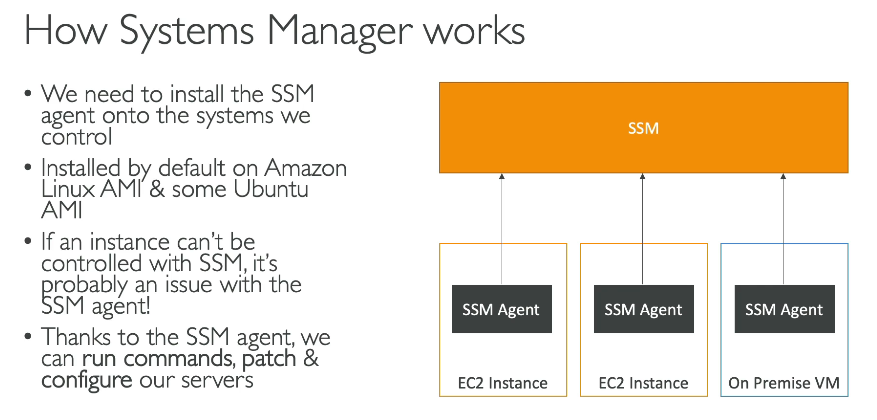 How Systems Manager works
• We need to install the SSM
agent onto the systems we
control
• Installed by default on Amazon
Linux AMI & some Ubuntu
AMI
• If an instance can't be
controlled with SSM, it's
probably an issue with the
SSM agent!
• Thanks to the SSM agent, we
can run commands, patch &
configure our servers
SSM
SSM Agent
SSM Agent
SSM Agent
EC2 Instance
EC2 Instance
On Premise VM